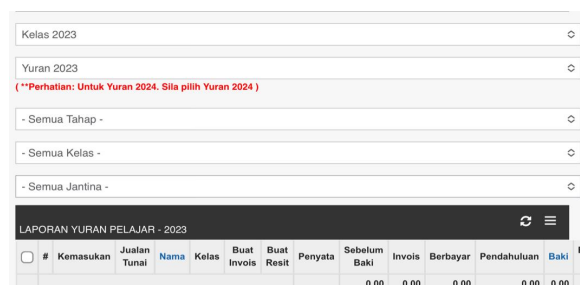 Kelas 2023
Yuran 2023
( **Perhatian: Untuk Yuran 2024. Sila pilih Yuran 2024 )
- Semua Tahap -
- Semua Kelas -
- Semua Jantina -
LAPORAN YURAN PELAJAR - 2023
# Kemasukan Jualan Tunai Nama Kelas Buat Invois Buat Resit Penyata Sebelum Baki Invois Berbayar Pendahuluan Baki
0.00 0.00 0.00 0.00 0.00